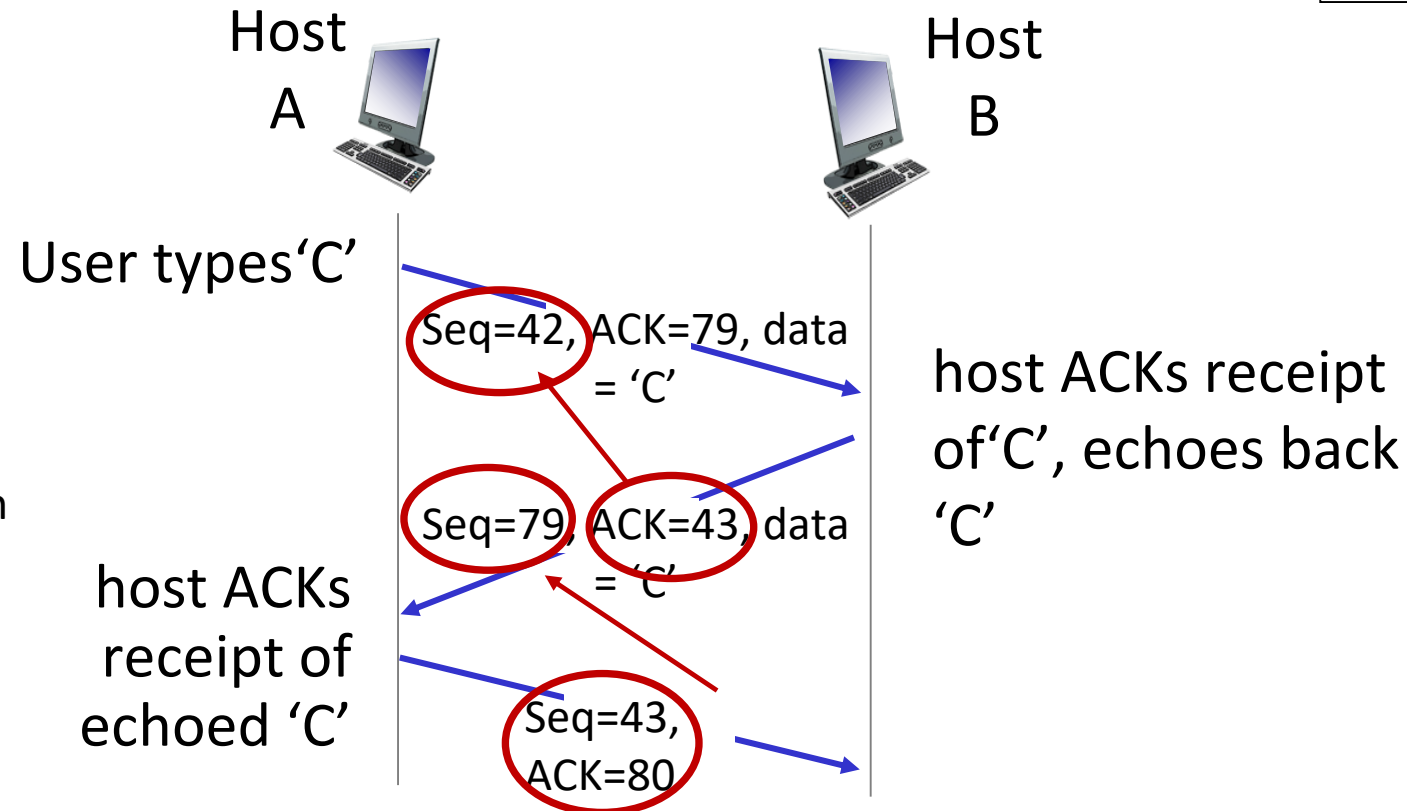 Host
A
Host
B
User types‘C’
Seq=42, ACK=79, data
= ‘C’
host ACKs receipt
of‘C’, echoes back
‘C’
n
Seq=79, ACK=43, data
= ‘C’
host ACKs
receipt of
echoed ‘C’
Seq=43,
ACK=80